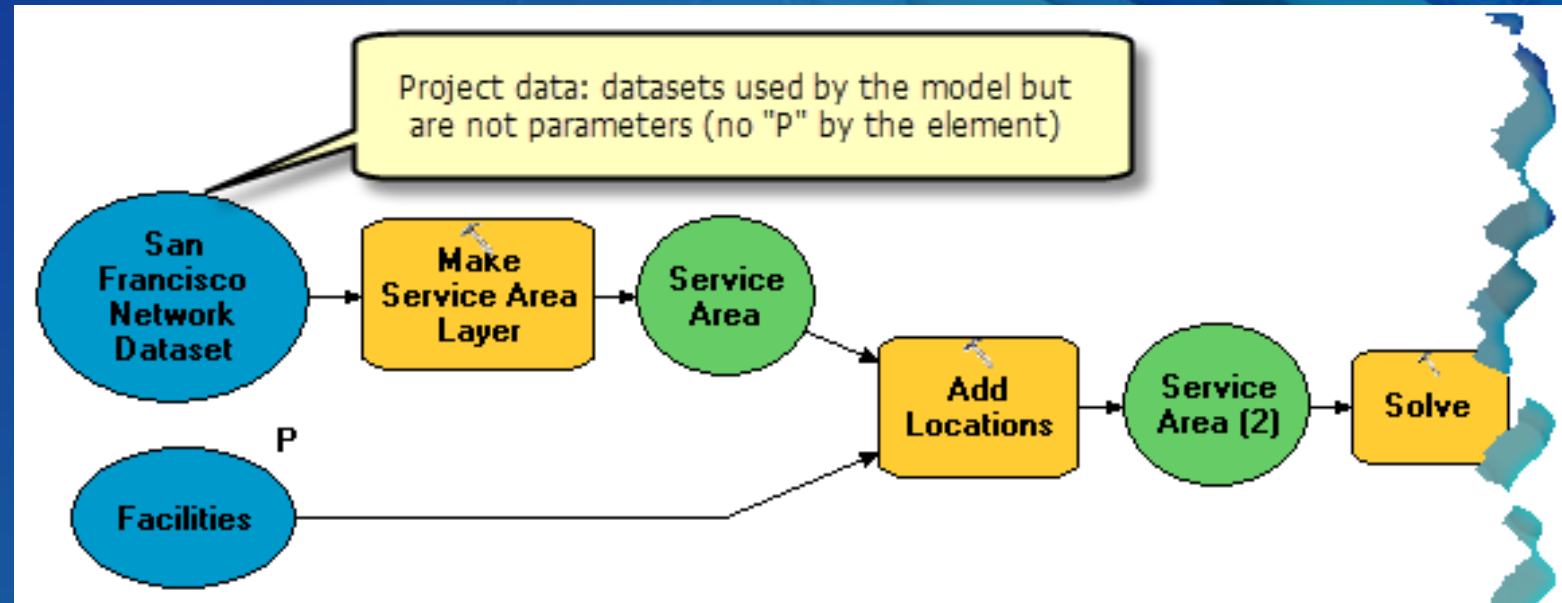 Project data: datasets used by the model but
are not parameters (no "P" by the element)
San
Francisco
Network
Dataset
Make
Service Area
Layer
Service
Area
Add
Locations
Service
Area (2)
Solve
P
Facilities